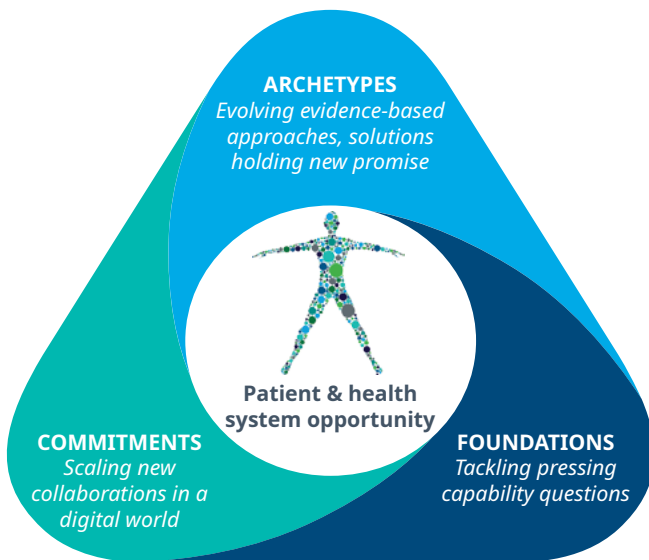 ARCHETYPES
Evolving evidence-based
approaches, solutions
holding new promise
Patient & health
system opportunity
COMMITMENTS
Scaling new
collaborations in a
digital world
FOUNDATIONS
Tackling pressing
capability questions